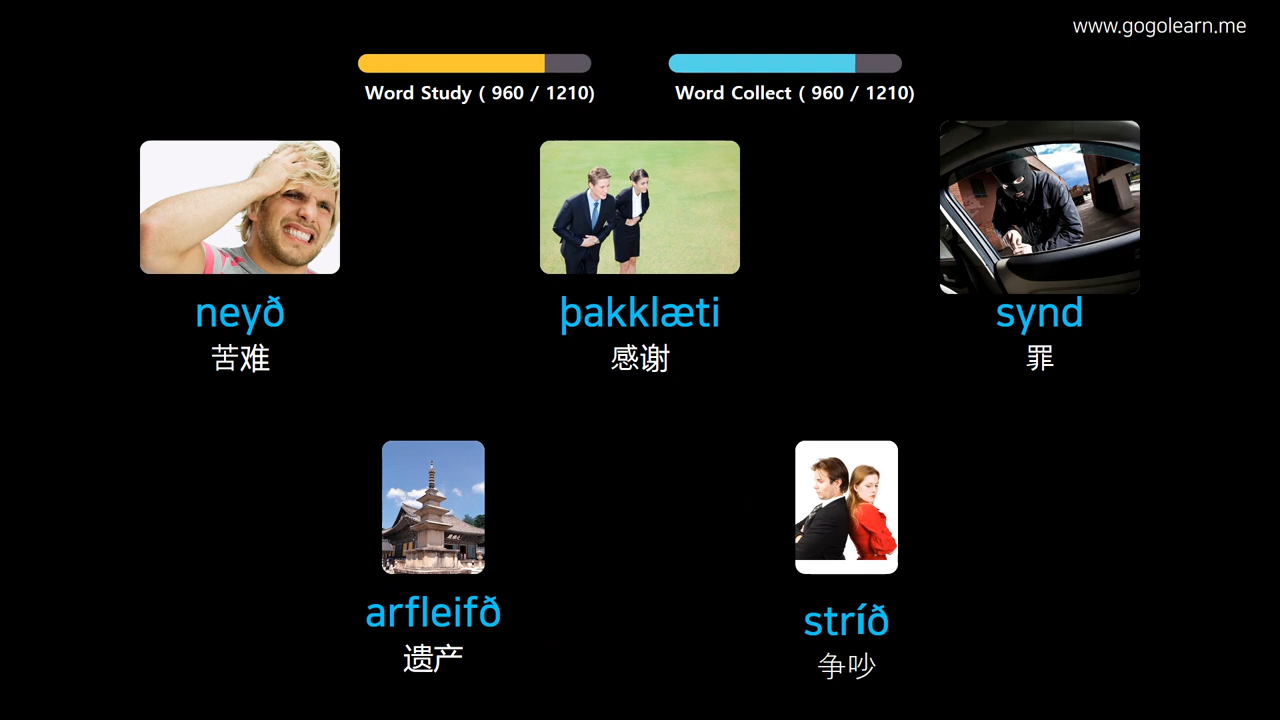 www.gogolearn.me
Word Study ( 960 / 1210)
Word Collect ( 960 / 1210)
neyð
苦难
þakklæti
感谢
synd
罪
arfleifð
遗产
stríð
争吵